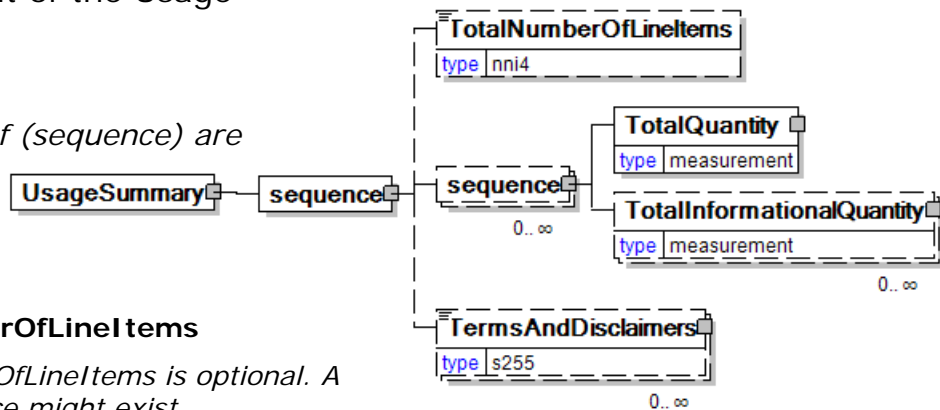 t of the Usage
f (sequence) are
UsageSummary
sequence
TotalNumberOfLineItems
type nni4
sequence
0.. ∞
TotalQuantity
type measurement
TotalInformationalQuantity
type measurement
0.. ∞
TermsAndDisclaimers
type s255
0.. ∞
rOfLineItems
OfLineItems is optional. A
ce might exist